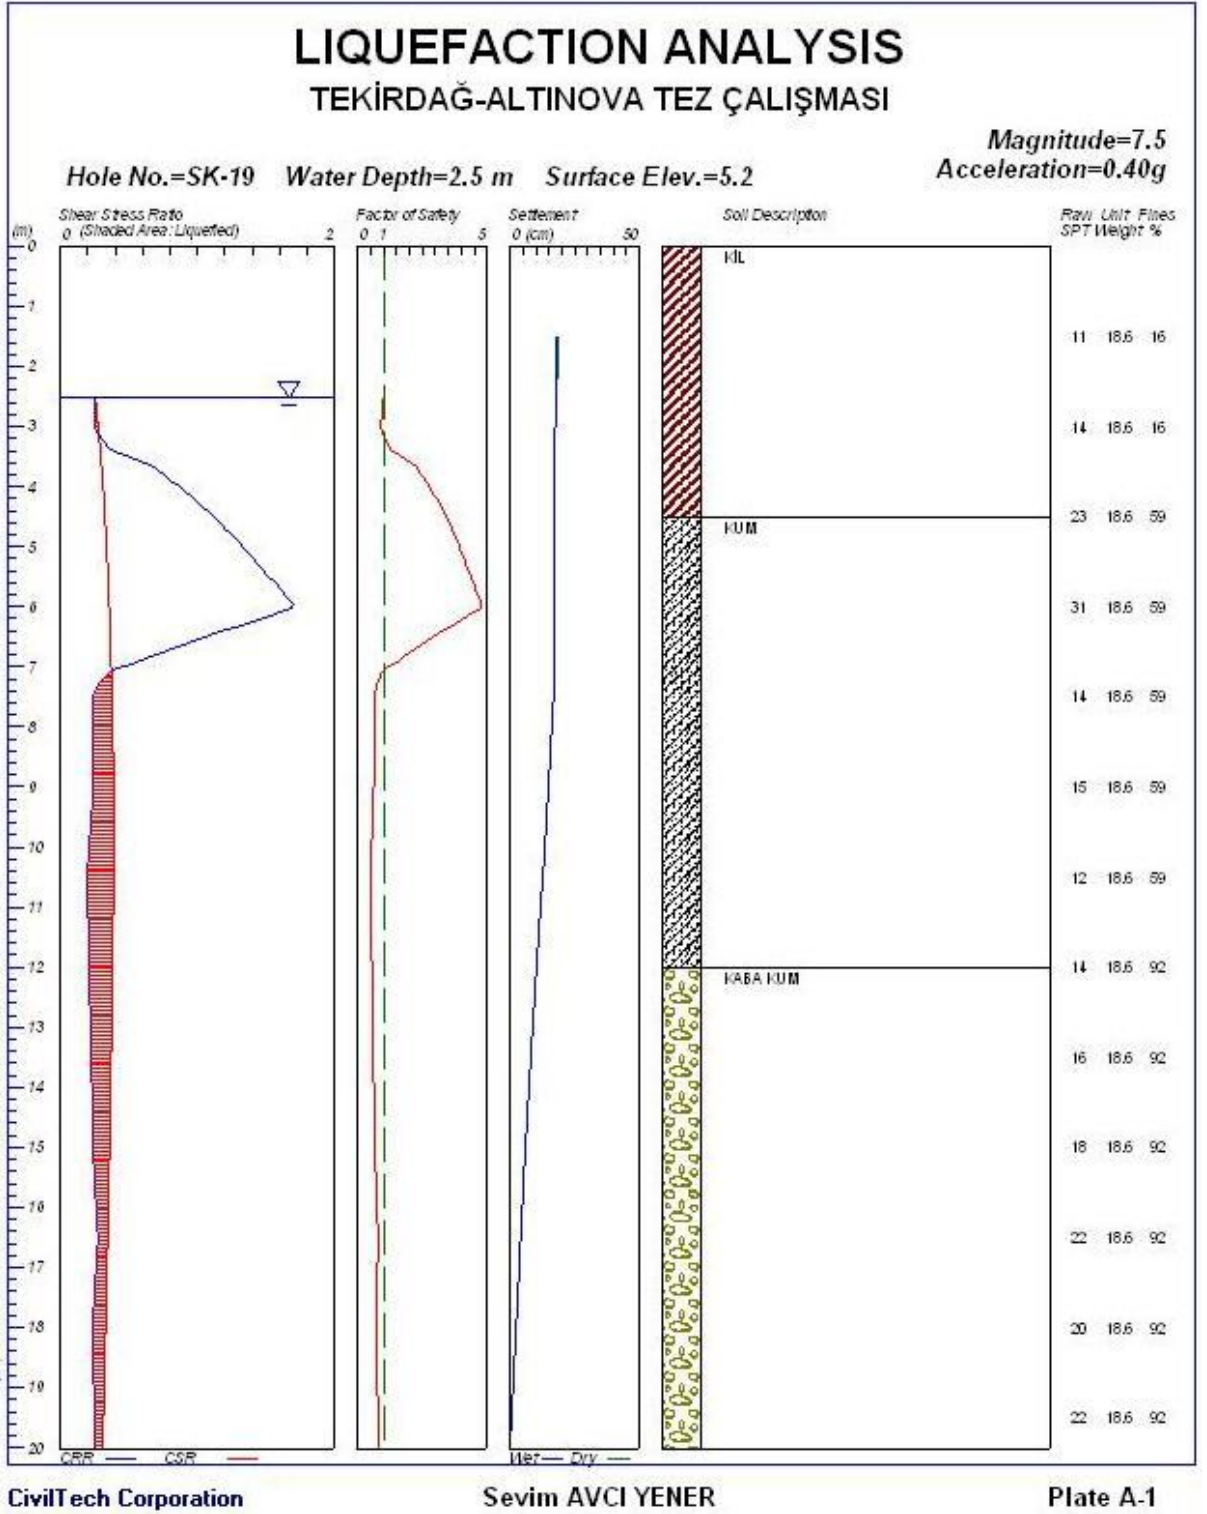 LIQUEFACTION ANALYSIS
TEKİRDAĞ-ALTINOVA TEZ ÇALIŞMASI
Magnitude=7.5
Acceleration=0.40g
Hole No.=SK-19 Water Depth=2.5 m Surface Elev.=5.2
Shear Stress Ratio Factor of Safety Settlement Soil Description Raw Unit Fines
(m) 0 (Shaded Area: Liquefied) 2 0 1 5 0 (cm) 50 SPT Weight %
0
KİL
1
11 18.6 16
2
3
14 18.6 16
4
23 18.6 59
KUM
5
6
31 18.6 59
7
14 18.6 59
8
9
15 18.6 59
10
12 18.6 59
11
12
14 18.6 92
KABA KUM
13
16 18.6 92
14
15
18 18.6 92
16
22 18.6 92
17
18
20 18.6 92
19
22 18.6 92
20
CRR CSR Wet Dry
CivilTech Corporation Sevim AVCI YENER Plate A-1